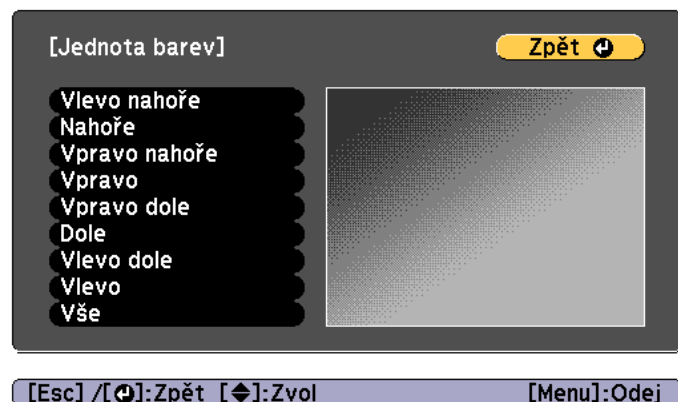 [Jednota barev]
Zpět
Vlevo nahoře
Nahoře
Vpravo nahoře
Vpravo
Vpravo dole
Dole
Vlevo dole
Vlevo
Vše
[Esc] /[⏎]:Zpět [◆]:Zvol
[Menu]:Odej